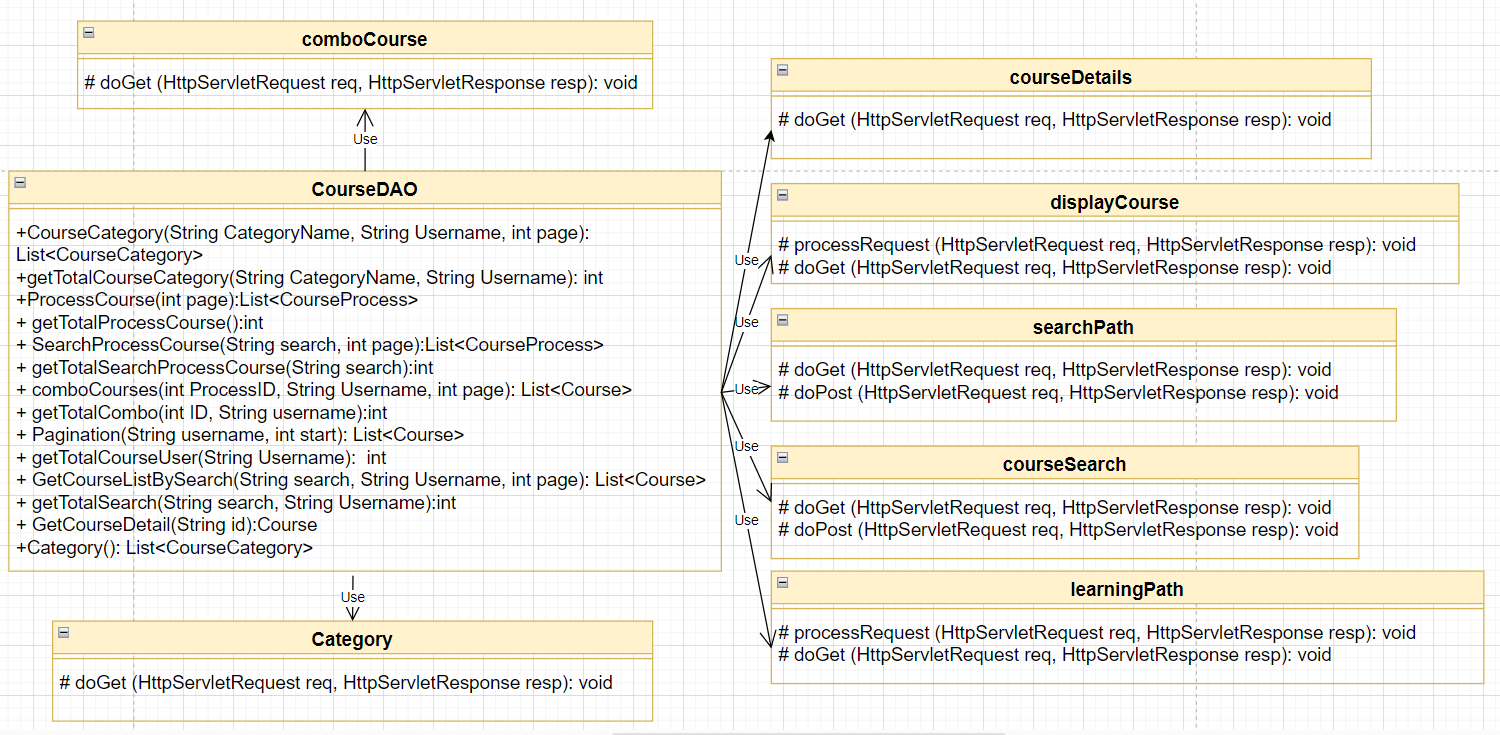 comboCourse
# doGet (HttpServletRequest req, HttpServletResponse resp): void
Use
CourseDAO
+CourseCategory(String CategoryName, String Username, int page):
List<CourseCategory>
+getTotalCourseCategory(String CategoryName, String Username): int
+ProcessCourse(int page):List<CourseProcess>
+ getTotalProcessCourse():int
+ SearchProcessCourse(String search, int page):List<CourseProcess>
+ getTotalSearchProcessCourse(String search):int
+ comboCourses(int ProcessID, String Username, int page): List<Course>
+ getTotalCombo(int ID, String username):int
+ Pagination(String username, int start): List<Course>
+ getTotalCourseUser(String Username):  int
+ GetCourseListBySearch(String search, String Username, int page): List<Course>
+ getTotalSearch(String search, String Username):int
+ GetCourseDetail(String id):Course
+Category(): List<CourseCategory>
Use
Category
# doGet (HttpServletRequest req, HttpServletResponse resp): void
Use
Use
Use
Use
Use
courseDetails
# doGet (HttpServletRequest req, HttpServletResponse resp): void
displayCourse
# processRequest (HttpServletRequest req, HttpServletResponse resp): void
# doGet (HttpServletRequest req, HttpServletResponse resp): void
searchPath
# doGet (HttpServletRequest req, HttpServletResponse resp): void
# doPost (HttpServletRequest req, HttpServletResponse resp): void
courseSearch
# doGet (HttpServletRequest req, HttpServletResponse resp): void
# doPost (HttpServletRequest req, HttpServletResponse resp): void
learningPath
# processRequest (HttpServletRequest req, HttpServletResponse resp): void
# doGet (HttpServletRequest req, HttpServletResponse resp): void